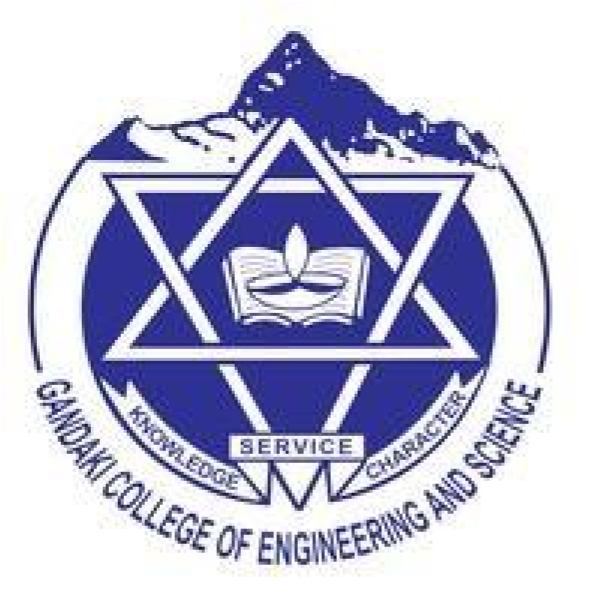 KNOWLEDGE
SERVICE
CHARACTER
GANDAKI COLLEGE OF ENGINEERING AND SCIENCE